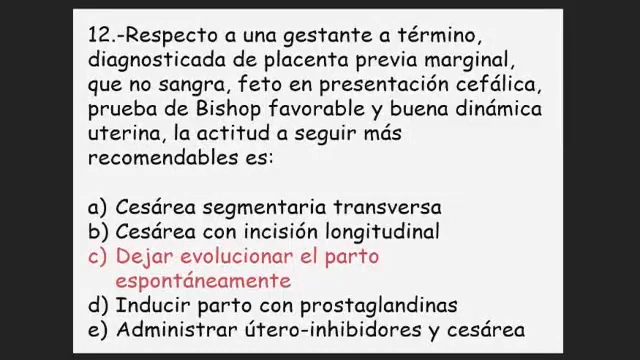 12.-Respecto a una gestante a término,
diagnosticada de placenta previa marginal,
que no sangra, feto en presentación cefálica,
prueba de Bishop favorable y buena dinámica
uterina, la actitud a seguir más
recomendables es:
a) Cesárea segmentaria transversa
b) Cesárea con incisión longitudinal
c) Dejar evolucionar el parto
espontáneamente
d) Inducir parto con prostaglandinas
e) Administrar útero-inhibidores y cesárea